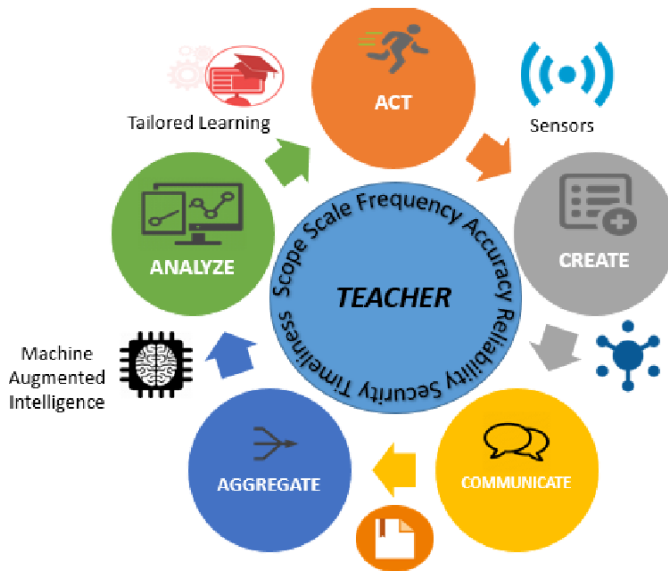 ACT
Tailored Learning
Sensors
ANALYZE
CREATE
Scope Scale Frequency Accuracy Reliability Security Timeliness
TEACHER
Machine
Augmented
Intelligence
AGGREGATE
COMMUNICATE